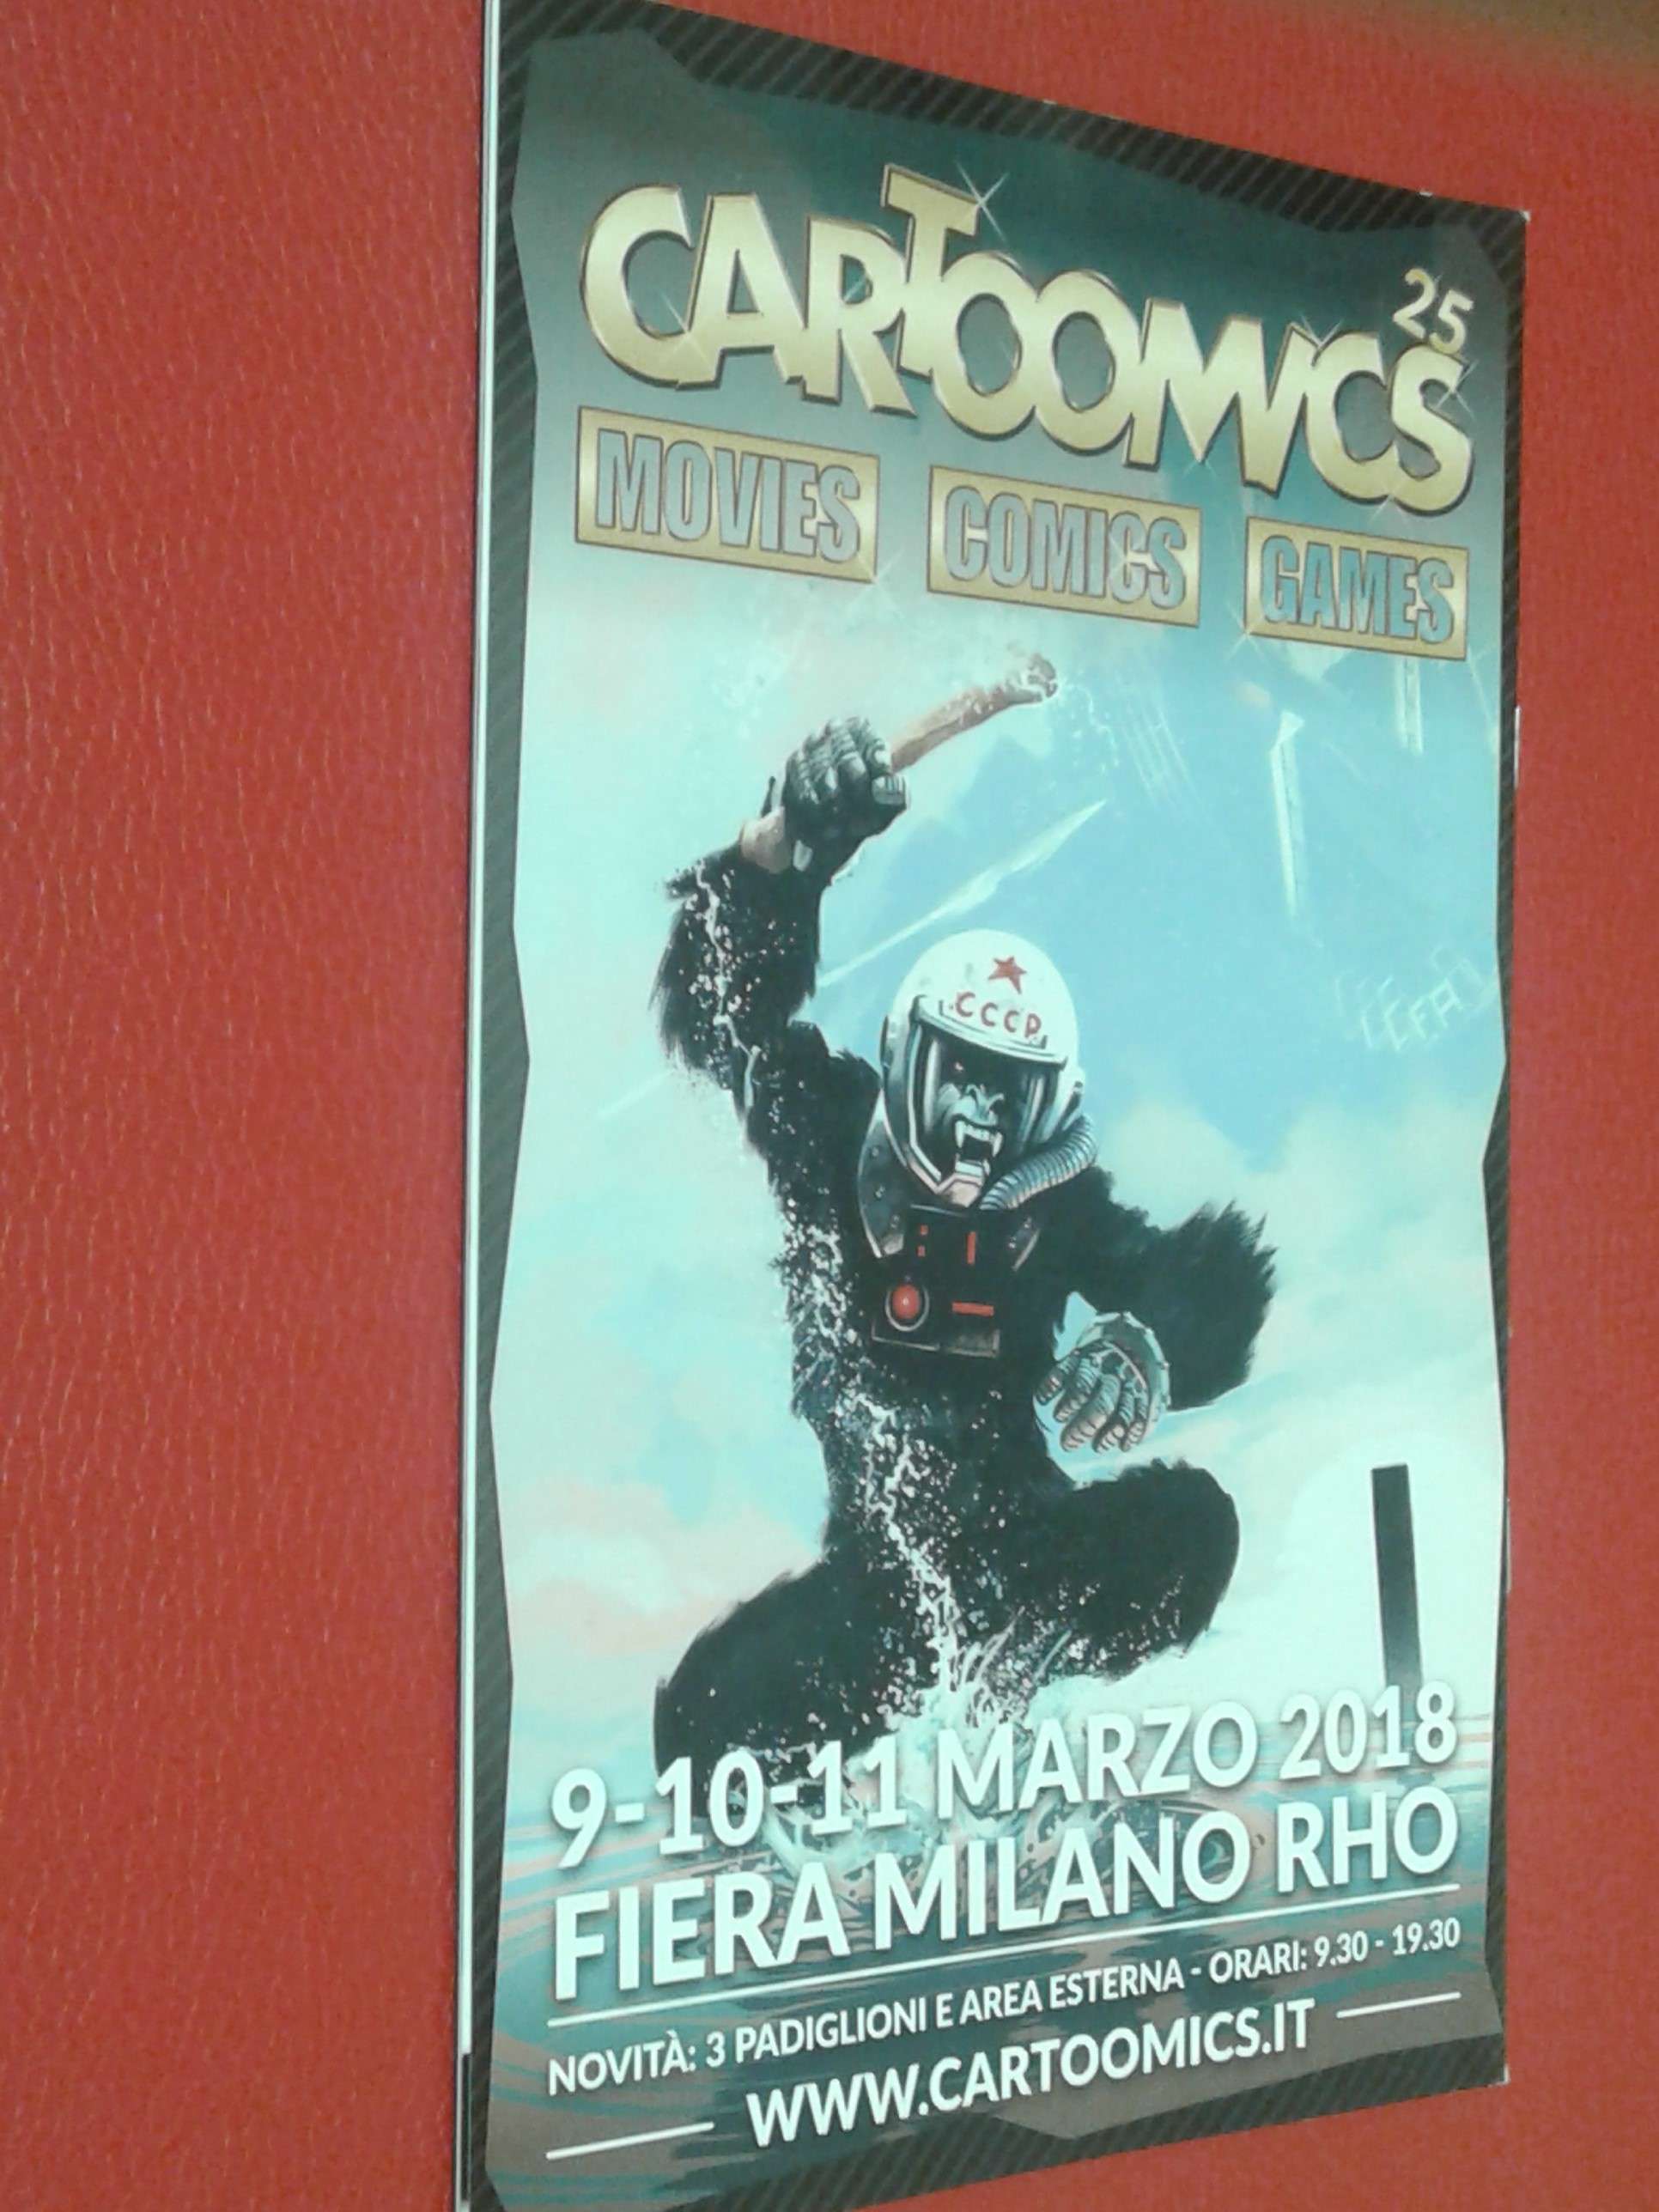 CARTOOMICS
25
MOVIES COMICS GAMES
CCCP
9-10-11 MARZO 2018
FIERA MILANO RHO
NOVITÀ: 3 PADIGLIONI E AREA ESTERNA - ORARI: 9.30 - 19.30
WWW.CARTOOMICS.IT